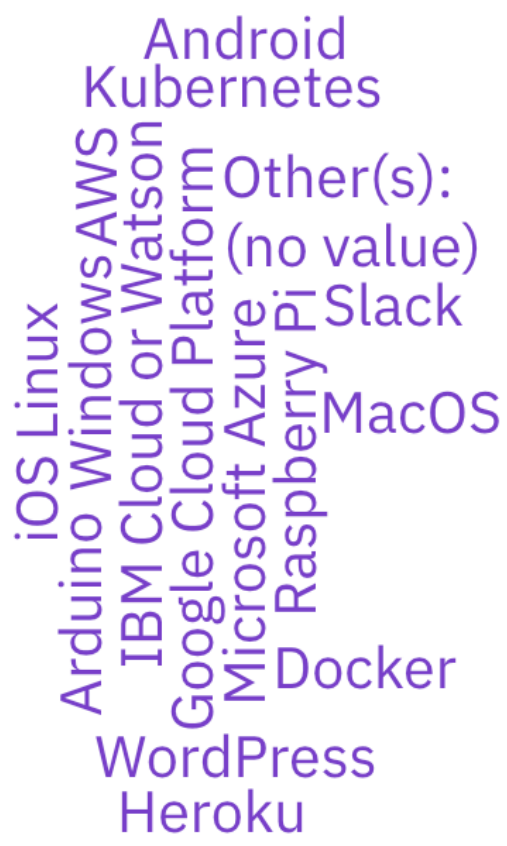 Android
Kubernetes
Other(s):
(no value)
Slack
MacOS
iOS
Linux
Arduino
Windows
AWS
IBM Cloud or Watson
Google Cloud Platform
Microsoft Azure
Raspberry Pi
Docker
WordPress
Heroku